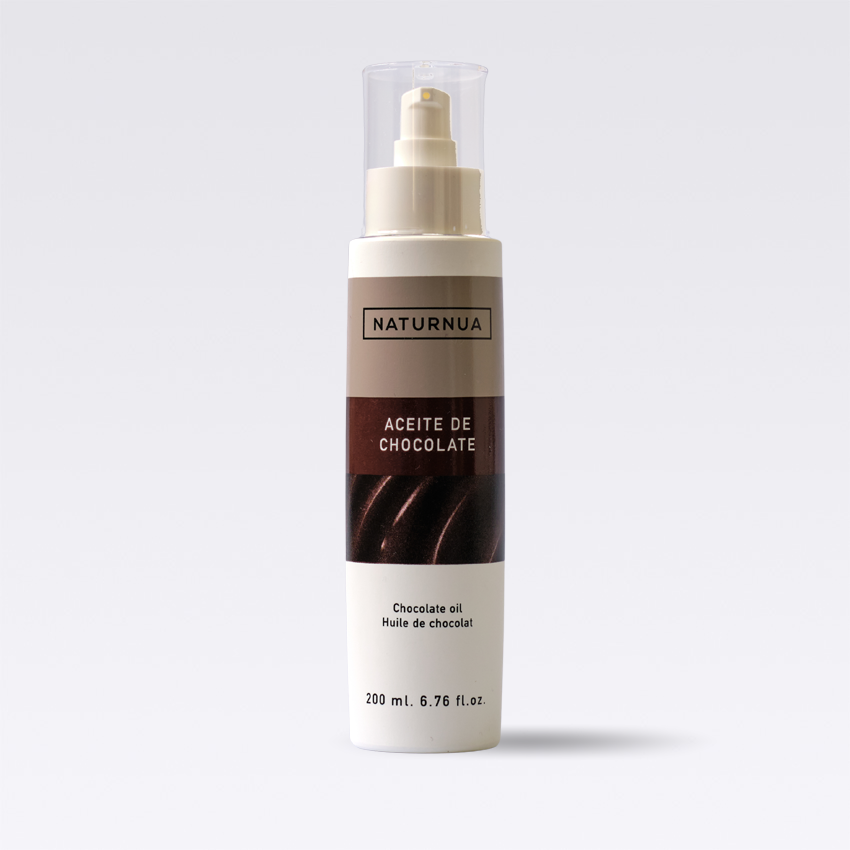 NATURNUA
ACEITE DE
CHOCOLATE
Chocolate oil
Huile de chocolat
200 ml. 6.76 fl.oz.